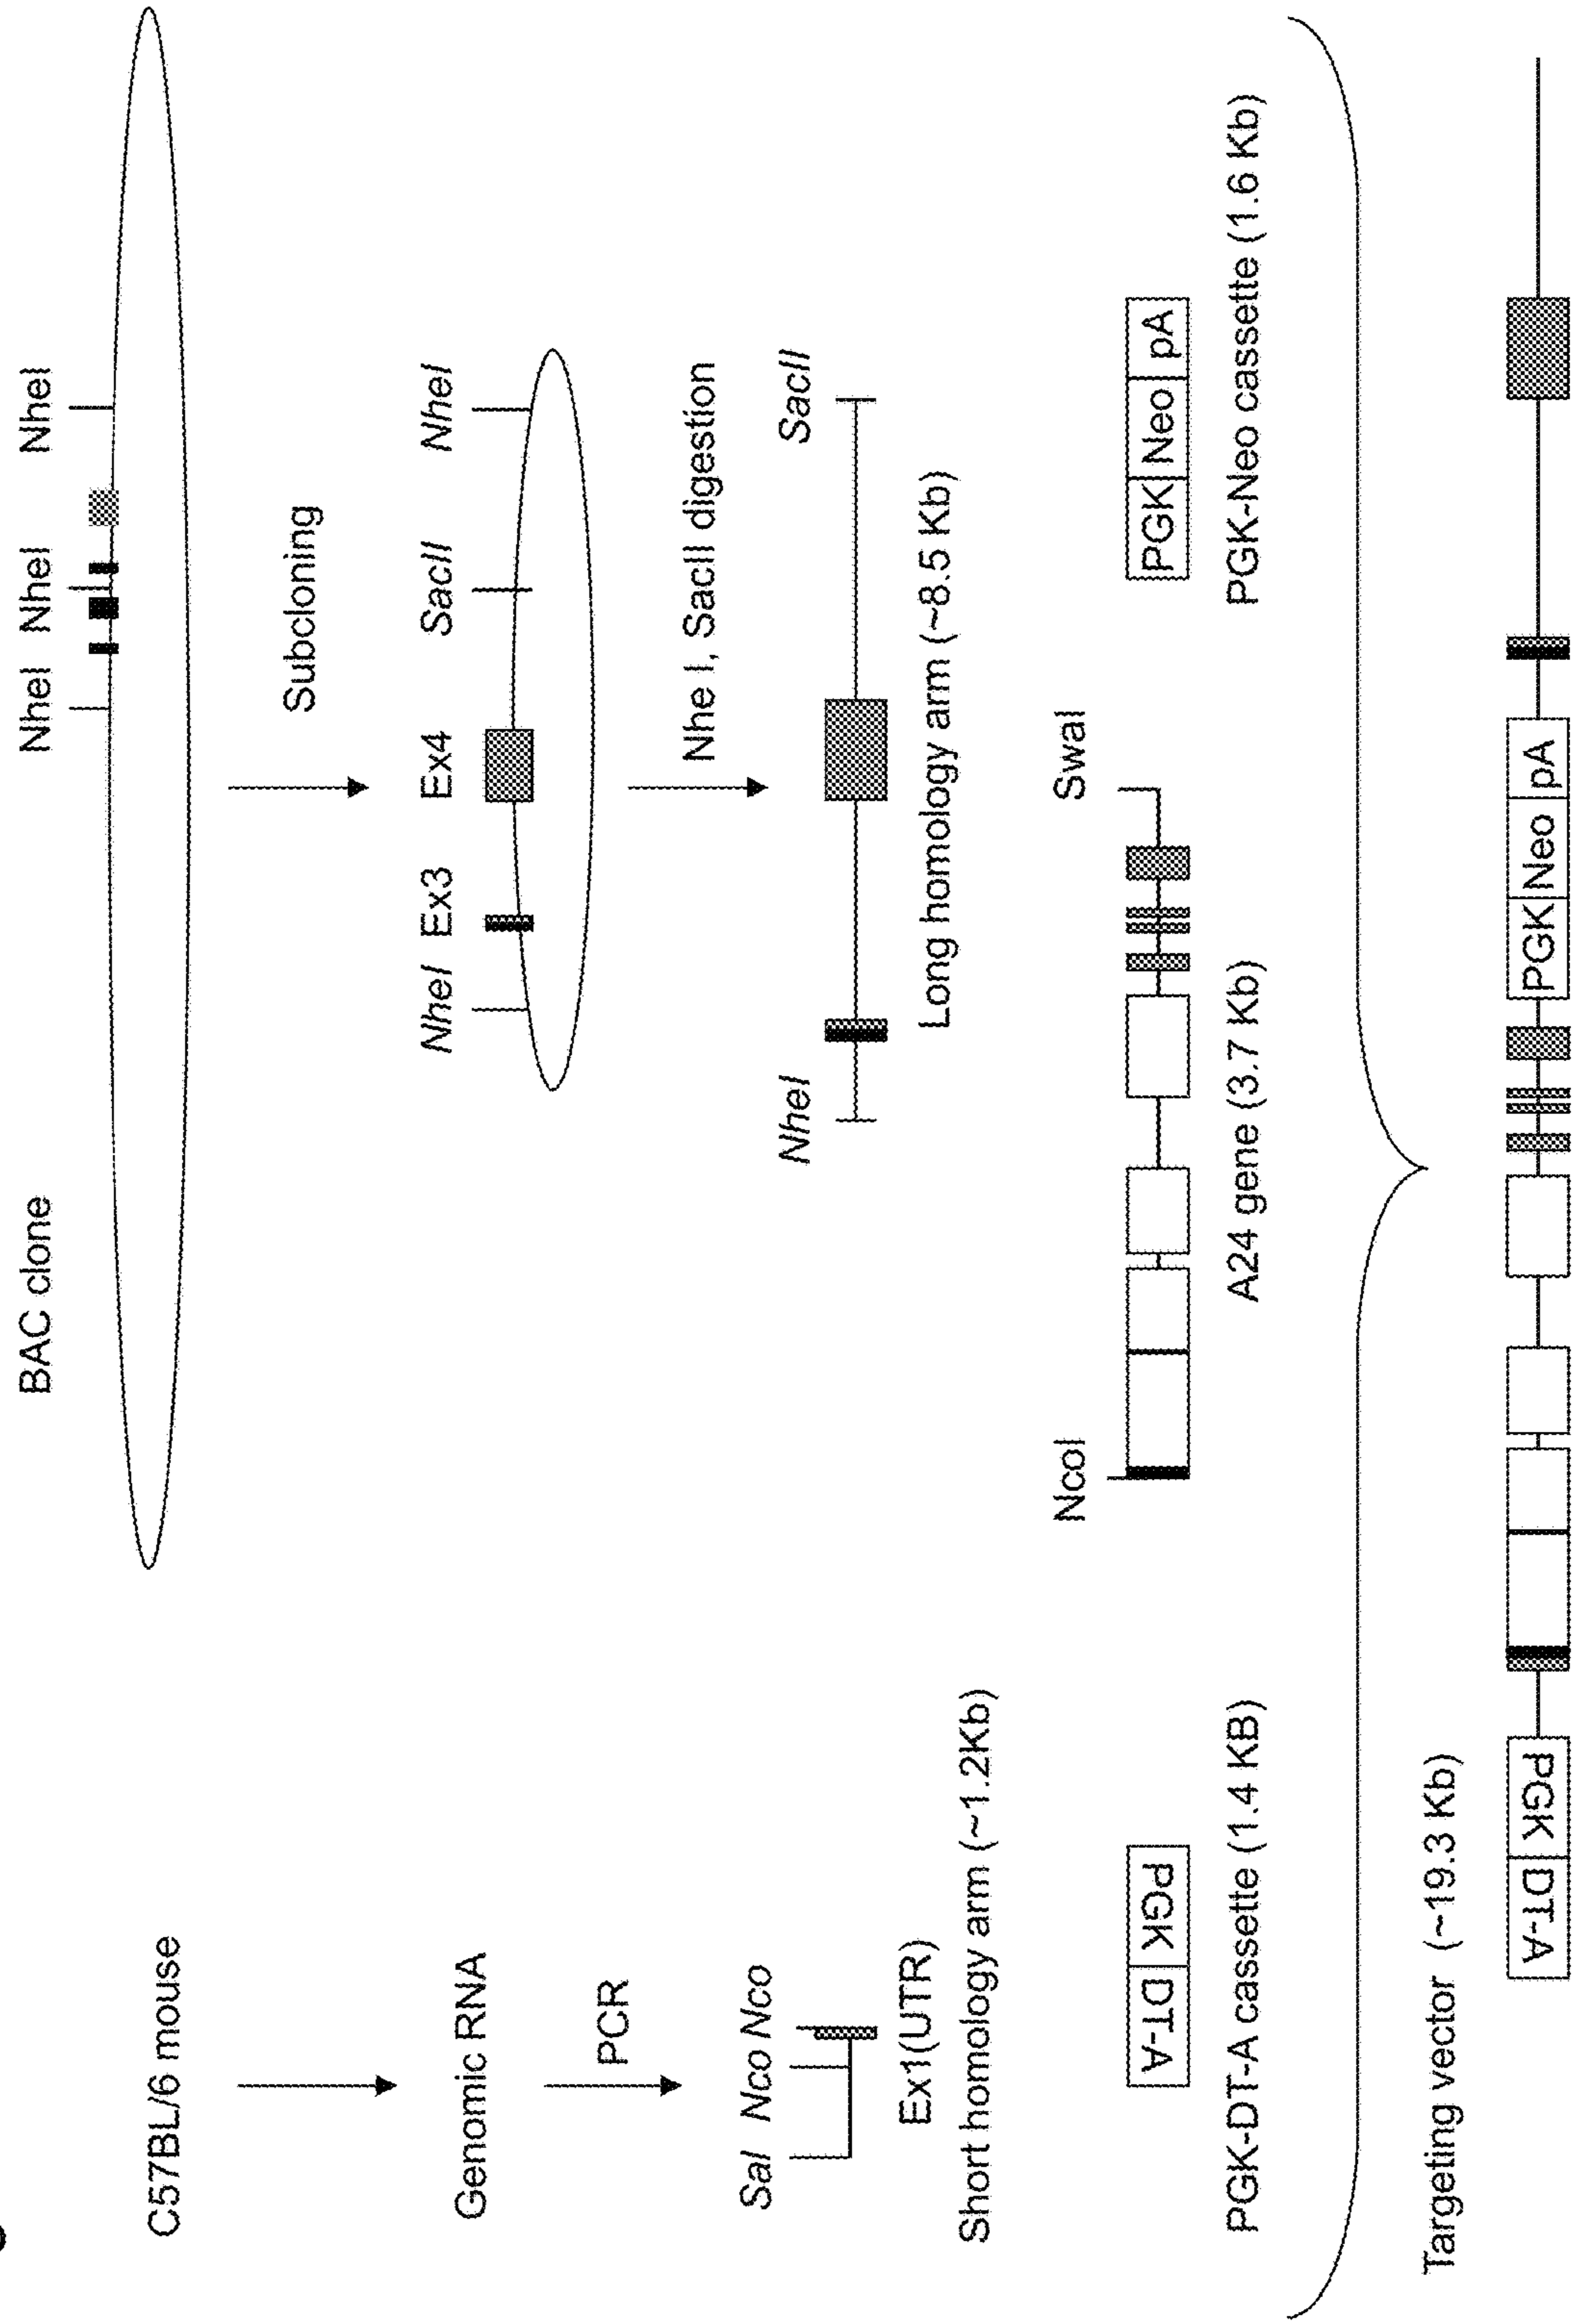 BAC clone
NheI NheI NheI
C57BL/6 mouse
Subcloning
NheI Ex3 Ex4 SacII NheI
Genomic RNA
PCR
Nhe I, SacII digestion
Sal Nco Nco
NheI
SacII
Ex1(UTR)
Short homology arm (~1.2Kb)
Long homology arm (~8.5 Kb)
NcoI
SwaI
PGK DT-A
PGK Neo pA
PGK-DT-A cassette (1.4 KB)
A24 gene (3.7 Kb)
PGK-Neo cassette (1.6 Kb)
Targeting vector (~19.3 Kb)
PGK DT-A
PGK Neo pA